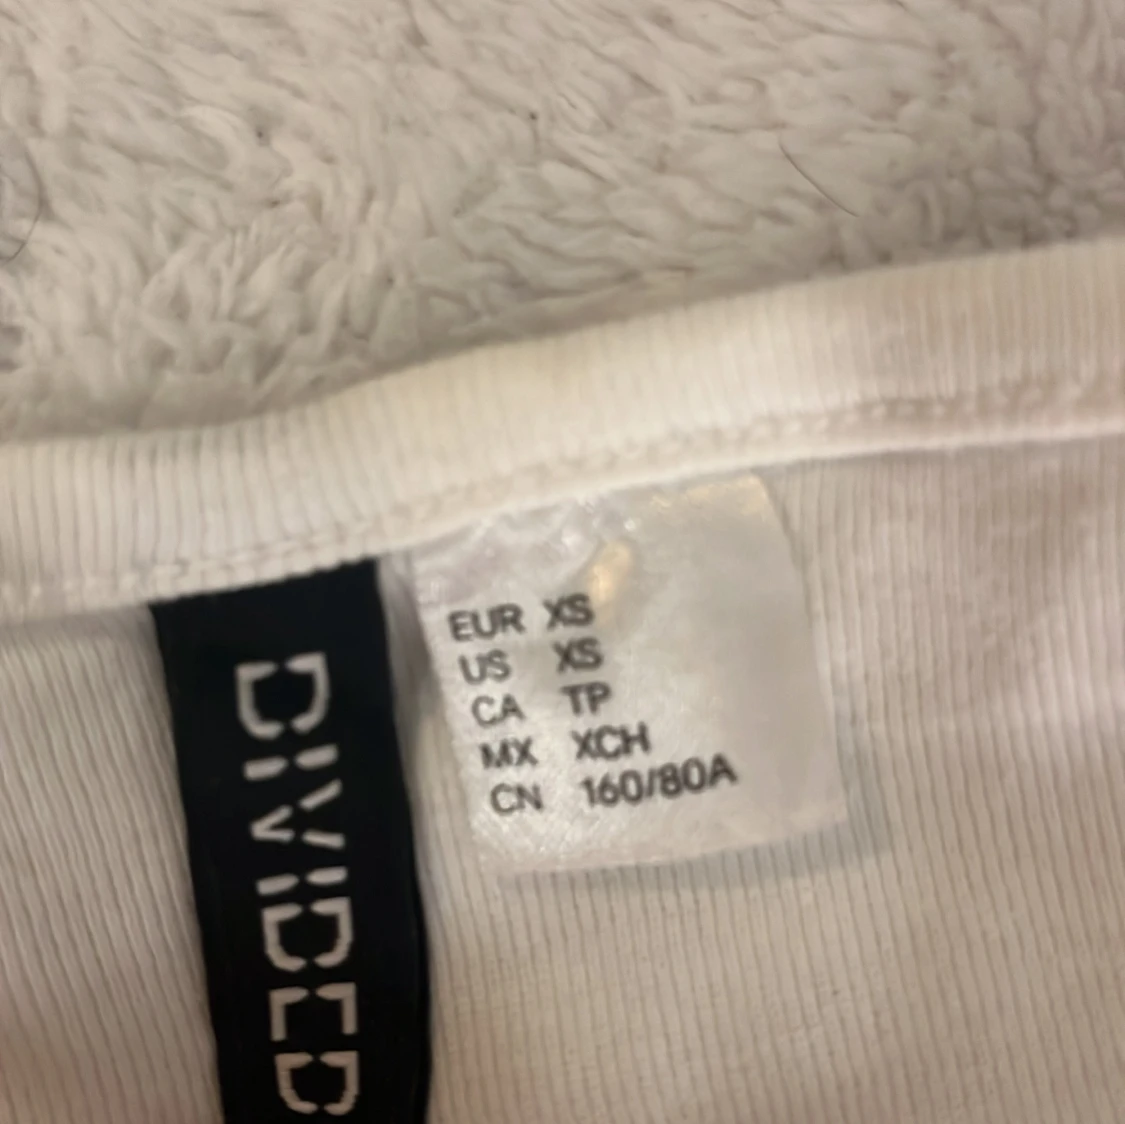 DIVIDED
EUR XS
US XS
CA TP
MX XCH
CN 160/80A